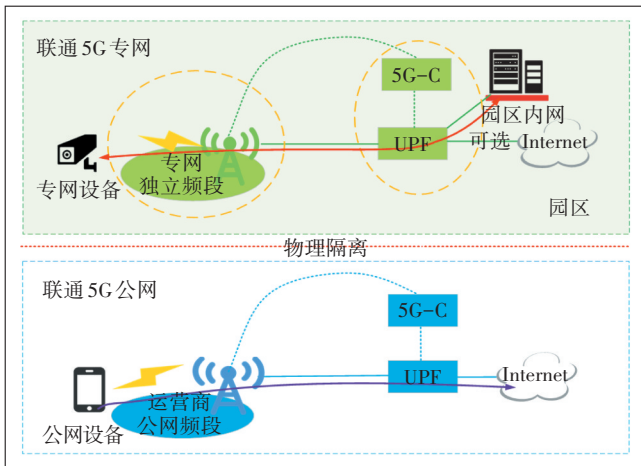 联通5G专网
5G-C
园区内网
可选
UPF
Internet
专网
独立频段
专网设备
园区
物理隔离
联通5G公网
5G-C
UPF
Internet
运营商
公网频段
公网设备